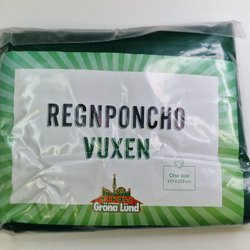 REGNPONCHO
VUXEN
One size
Gröna Lund